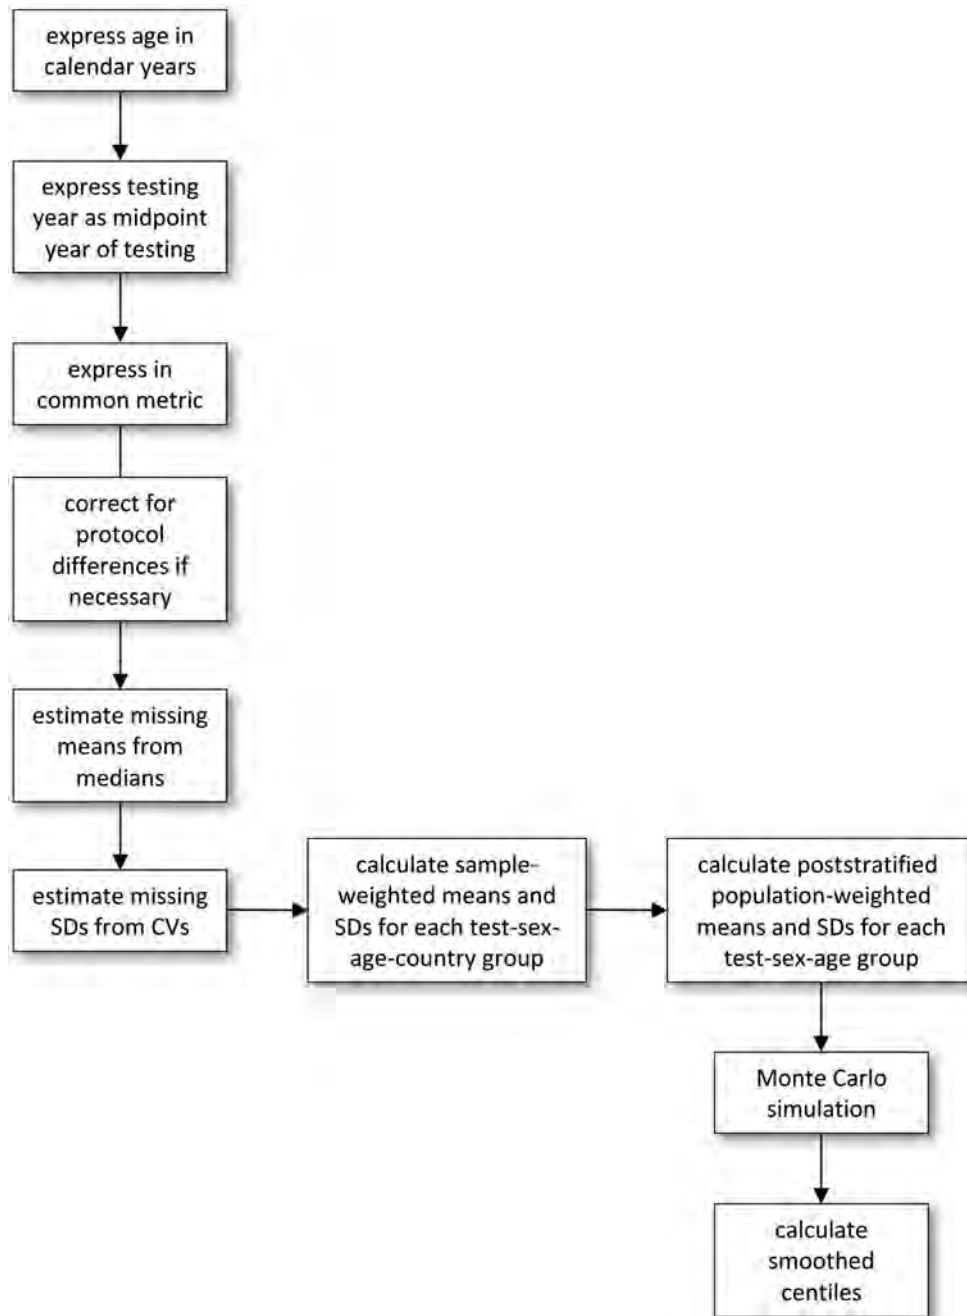 express age in
calendar years
express testing
year as midpoint
year of testing
express in
common metric
correct for
protocol
differences if
necessary
estimate missing
means from
medians
estimate missing
SDs from CVs
calculate sample-
weighted means and
SDs for each test-sex-
age-country group
calculate poststratified
population-weighted
means and SDs for each
test-sex-age group
Monte Carlo
simulation
calculate
smoothed
centiles